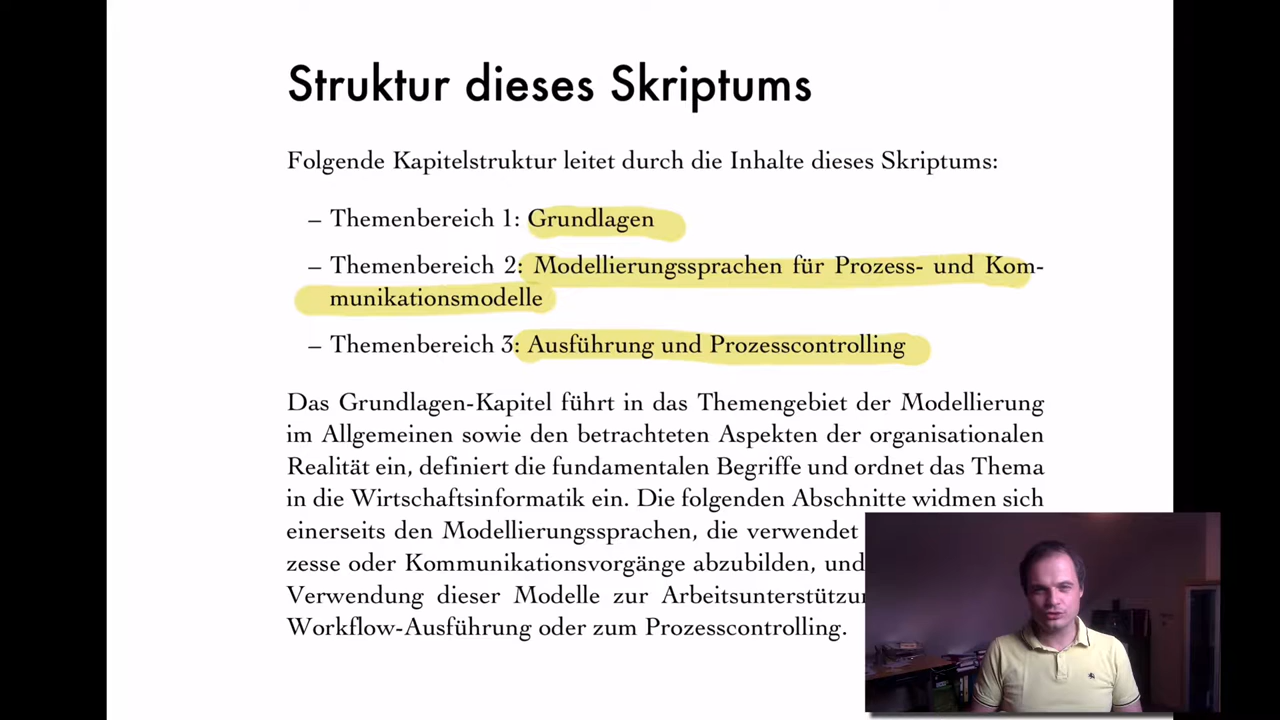 Struktur dieses Skriptums
Folgende Kapitelstruktur leitet durch die Inhalte dieses Skriptums:
– Themenbereich 1: Grundlagen
– Themenbereich 2: Modellierungssprachen für Prozess- und Kom-
munikationsmodelle
– Themenbereich 3: Ausführung und Prozesscontrolling
Das Grundlagen-Kapitel führt in das Themengebiet der Modellierung
im Allgemeinen sowie den betrachteten Aspekten der organisationalen
Realität ein, definiert die fundamentalen Begriffe und ordnet das Thema
in die Wirtschaftsinformatik ein. Die folgenden Abschnitte widmen sich
einerseits den Modellierungssprachen, die verwendet
zesse oder Kommunikationsvorgänge abzubilden, und
Verwendung dieser Modelle zur
Workflow-Ausführung oder zum Prozesscontrolling.